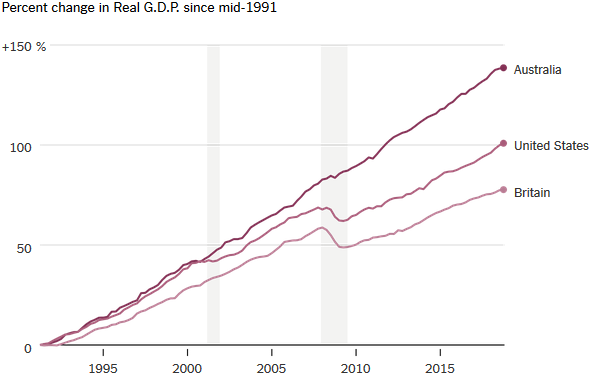 Percent change in Real G.D.P. since mid-1991
+150 %
Australia
100
United States
Britain
50
0
1995
2000
2005
2010
2015